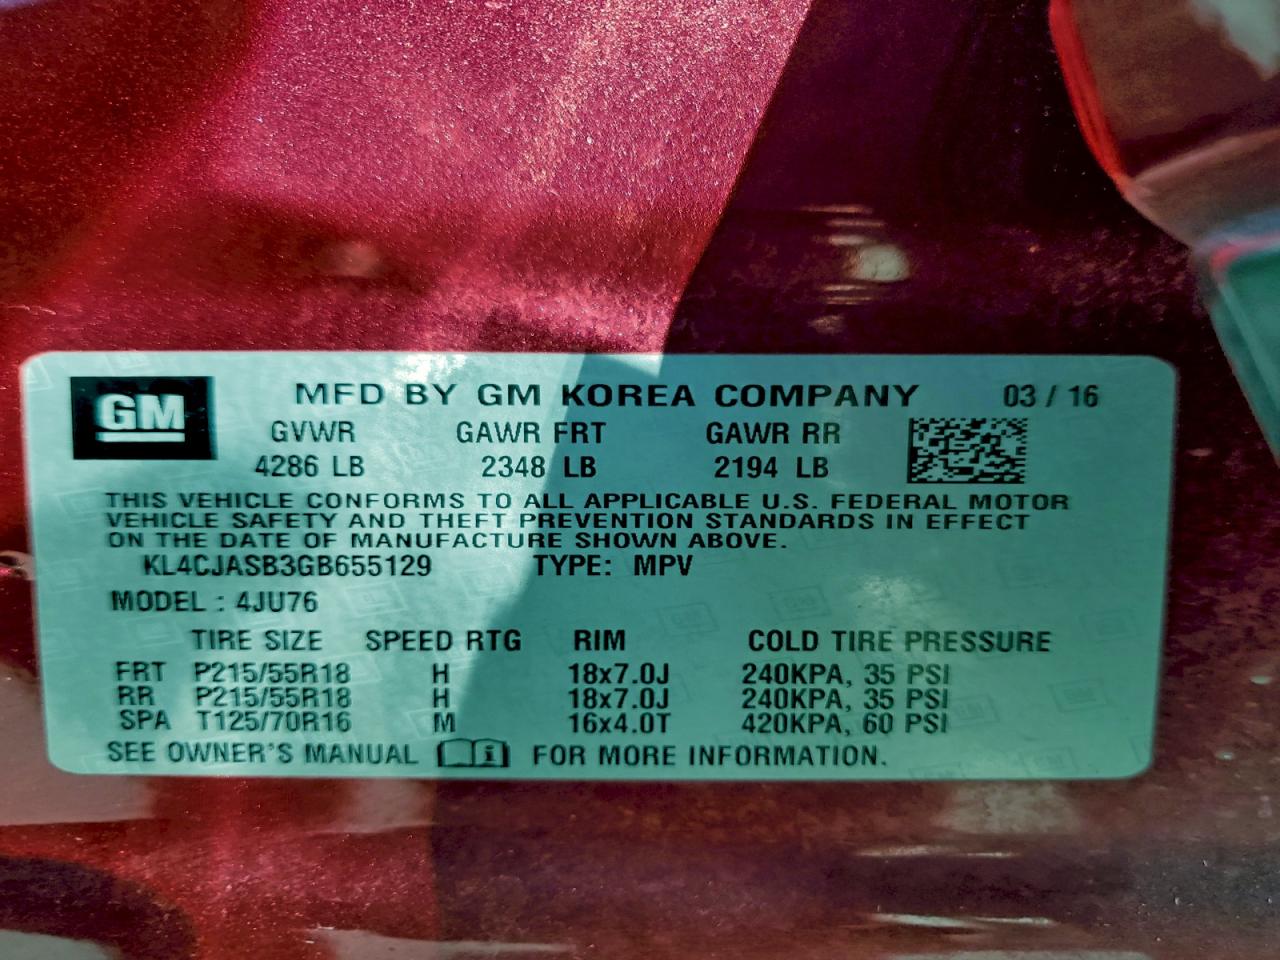 GM MFD BY GM KOREA COMPANY 03 / 16
GVWR GAWR FRT GAWR RR
4286 LB 2348 LB 2194 LB
THIS VEHICLE CONFORMS TO ALL APPLICABLE U.S. FEDERAL MOTOR
VEHICLE SAFETY AND THEFT PREVENTION STANDARDS IN EFFECT
ON THE DATE OF MANUFACTURE SHOWN ABOVE.
KL4CJASB3GB655129 TYPE: MPV
MODEL : 4JU76
TIRE SIZE SPEED RTG RIM COLD TIRE PRESSURE
FRT P215/55R18 H 18x7.0J 240KPA, 35 PSI
RR P215/55R18 H 18x7.0J 240KPA, 35 PSI
SPA T125/70R16 M 16x4.0T 420KPA, 60 PSI
SEE OWNER'S MANUAL i FOR MORE INFORMATION.